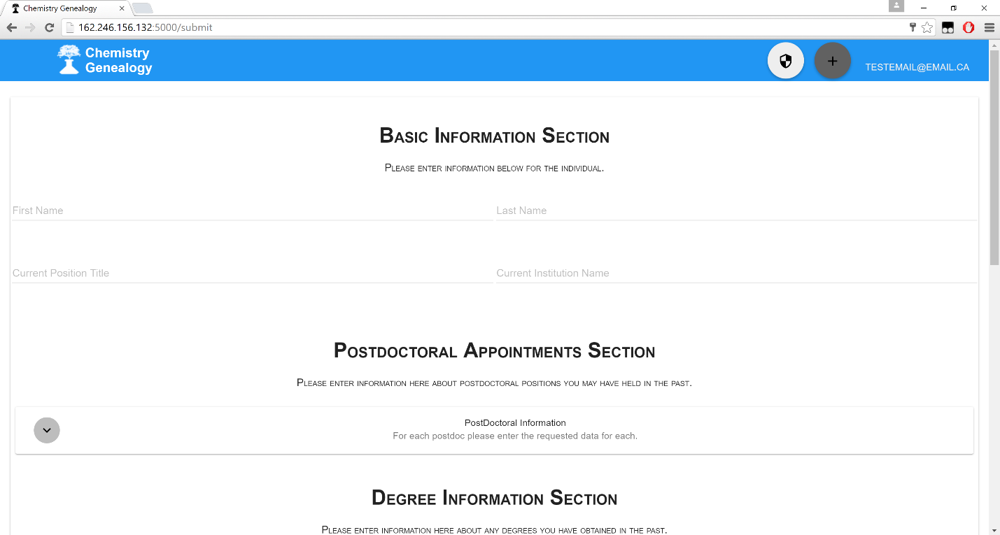 Chemistry Genealogy
162.246.156.132:5000/submit
Chemistry
Genealogy
TESTEMAIL@EMAIL.CA
Basic Information Section
Please enter information below for the individual.
First Name
Last Name
Current Position Title
Current Institution Name
Postdoctoral Appointments Section
Please enter information here about postdoctoral positions you may have held in the past.
PostDoctoral Information
For each postdoc please enter the requested data for each.
Degree Information Section
Please enter information here about any degrees you have obtained in the past.